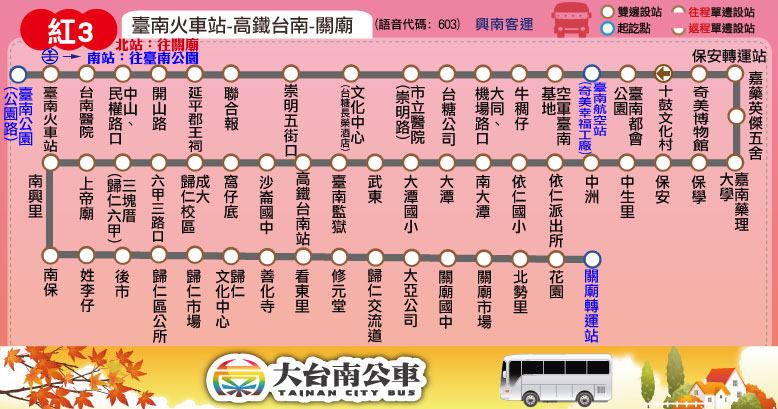 紅3
臺南火車站-高鐵台南-關廟
(語音代碼: 603)
興南客運
雙邊設站
起訖點
往程單邊設站
返程單邊設站
北站：往關廟
南站：往臺南公園
保安轉運站
臺南公園
(公園路)
臺南火車站
台南醫院
中山、
民權路口
開山路
延平郡王祠
聯合報
崇明五街口
文化中心
(台糖長榮酒店)
市立醫院
(崇明路)
台糖公司
大同、
機場路口
牛稠仔
空軍臺南
基地
臺南航空站
(奇美幸福工廠)
臺南都會
公園
十鼓文化村
奇美博物館
嘉藥英傑五舍
嘉南藥理
大學
保學
保安
中生里
中洲
依仁派出所
依仁國小
南大潭
大潭
大潭國小
武東
臺南監獄
高鐵台南站
沙崙國中
窩仔底
成大
歸仁校區
六甲三路口
三塊厝
(歸仁六甲)
上帝廟
南興里
南保
姓李仔
後市
歸仁區公所
歸仁市場
歸仁
文化中心
善化寺
看東里
修元堂
歸仁交流道
大亞公司
關廟國中
關廟市場
北勢里
花園
關廟轉運站
大台南公車
TAINAN CITY BUS